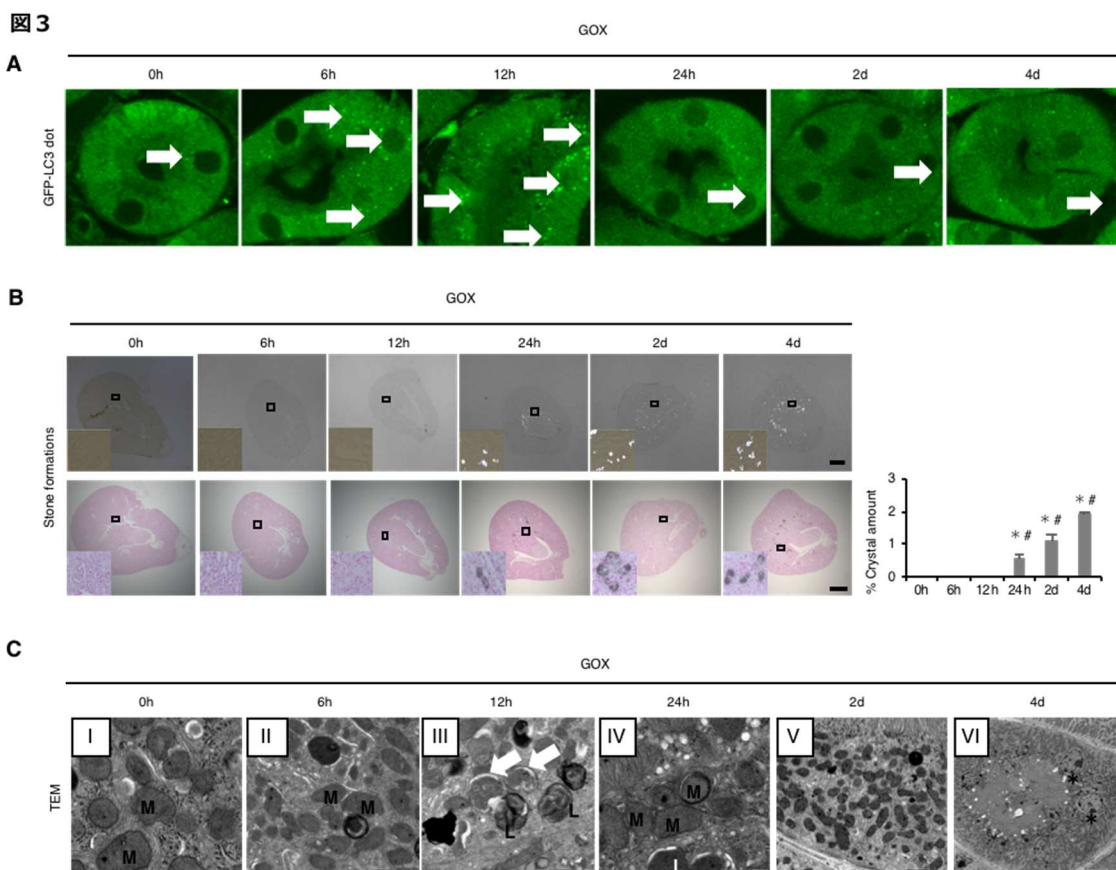 図3
GOX
A
0h 6h 12h 24h 2d 4d
GFP-LC3 dot
B
GOX
0h 6h 12h 24h 2d 4d
Stone formations
% Crystal amount
3
2
1
0
* # * # * #
0h 6h 12h 24h 2d 4d
C
GOX
0h 6h 12h 24h 2d 4d
TEM
I II III IV V VI
M M
M M
L L
M M M L
* *